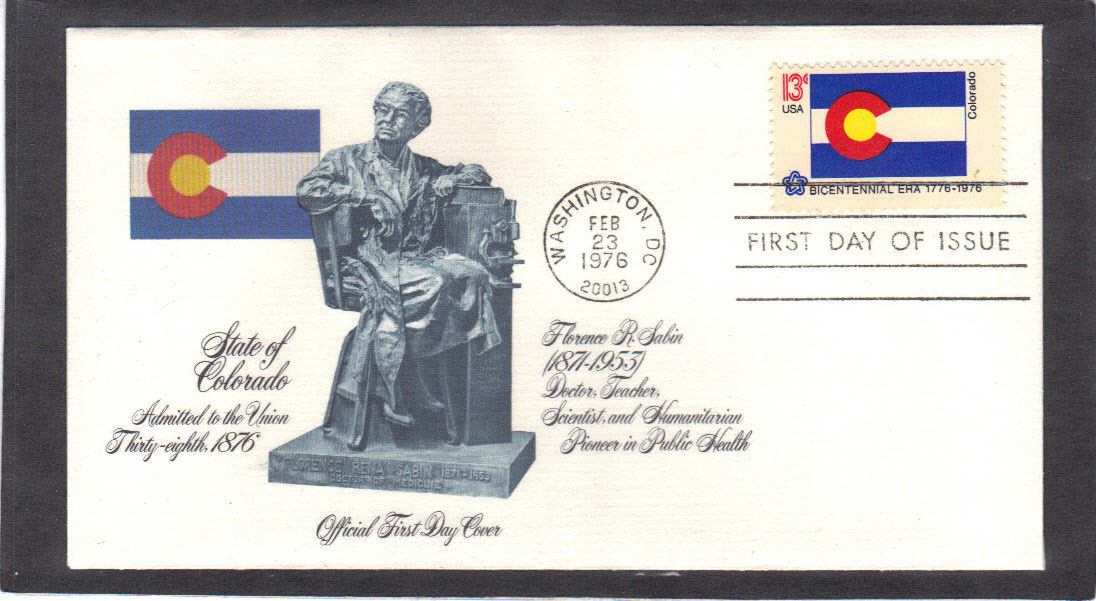 13¢
USA
Colorado
BICENTENNIAL ERA 1776-1976
WASHINGTON, DC
FEB
23
1976
20013
FIRST DAY OF ISSUE
State of
Colorado
Admitted to the Union
Thirty-eighth, 1876
Florence R. Sabin
(1871-1953)
Doctor, Teacher,
Scientist, and Humanitarian
Pioneer in Public Health
FLORENCE RENA SABIN 1871-1953
DOCTOR OF MEDICINE
Official First Day Cover